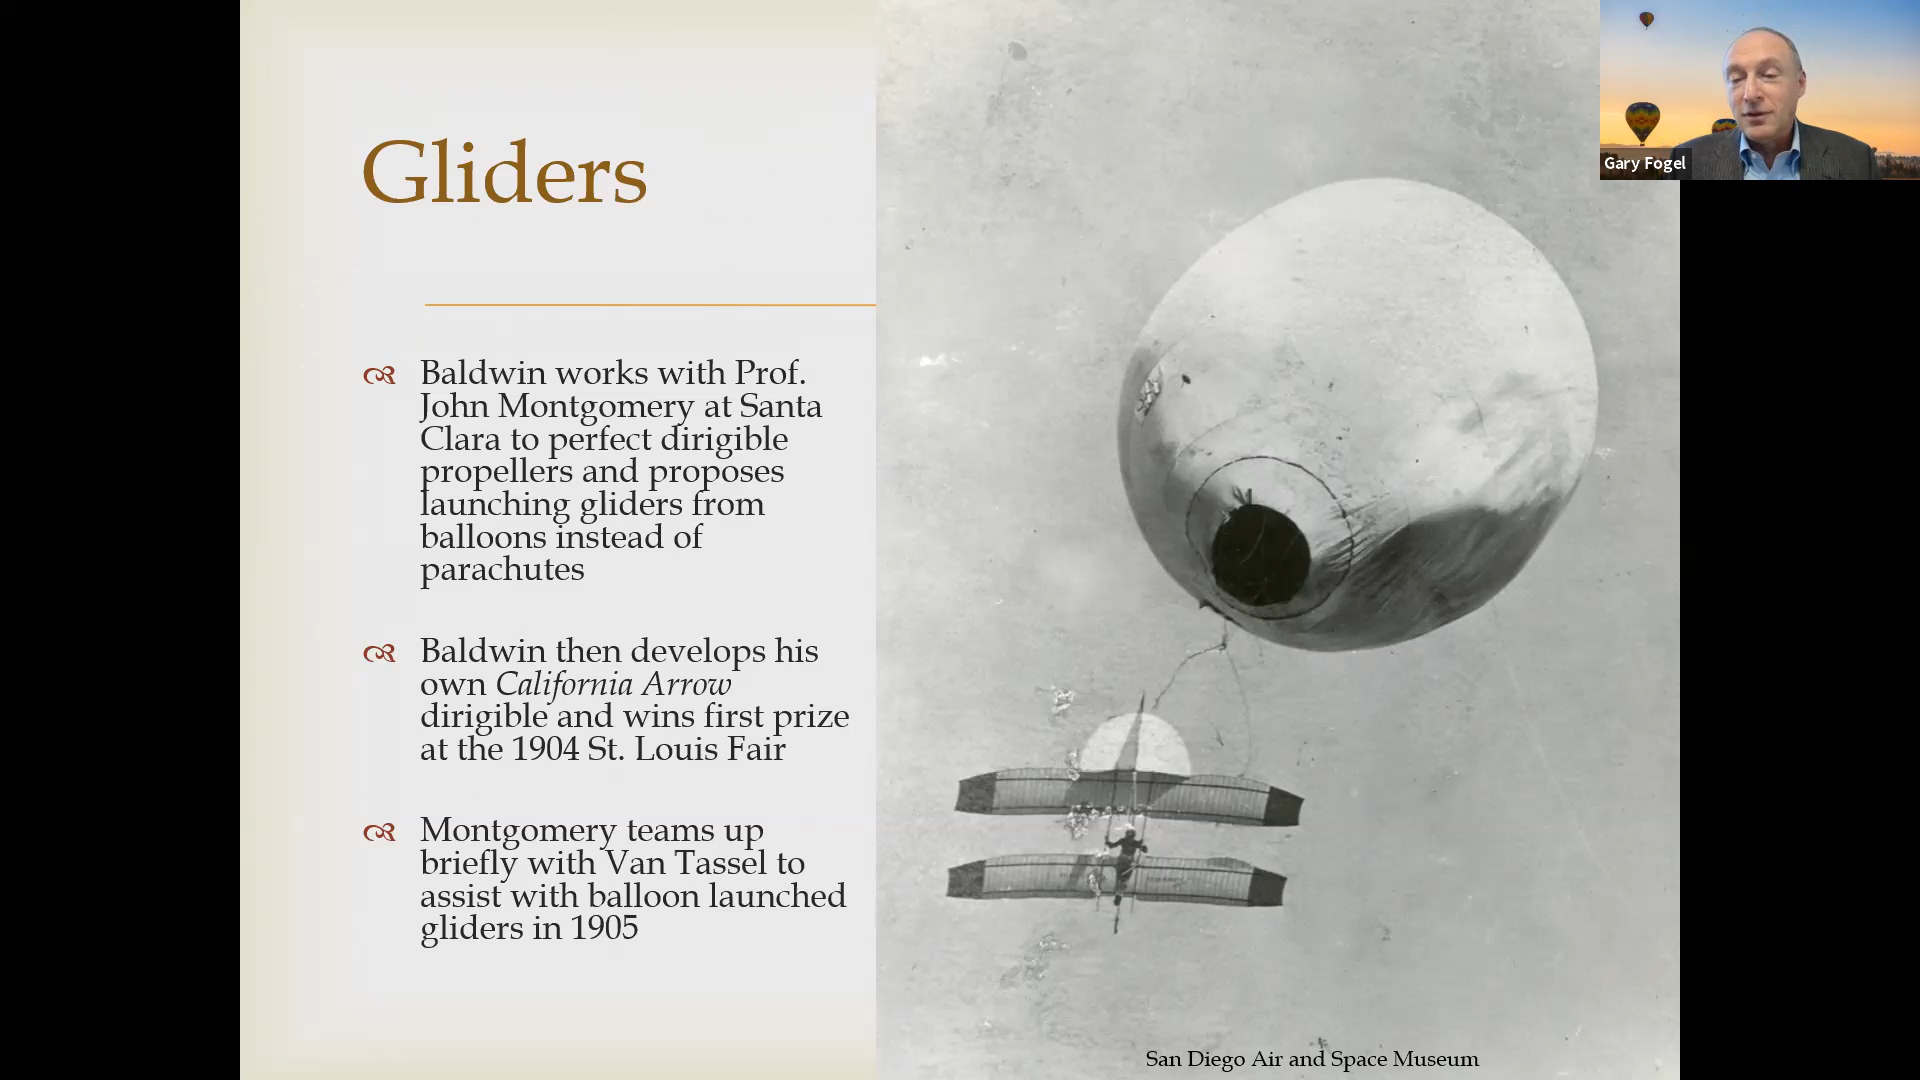 Gliders
Baldwin works with Prof.
John Montgomery at Santa
Clara to perfect dirigible
propellers and proposes
launching gliders from
balloons instead of
parachutes
Baldwin then develops his
own California Arrow
dirigible and wins first prize
at the 1904 St. Louis Fair
Montgomery teams up
briefly with Van Tassel to
assist with balloon launched
gliders in 1905
San Diego Air and Space Museum
Gary Fogel